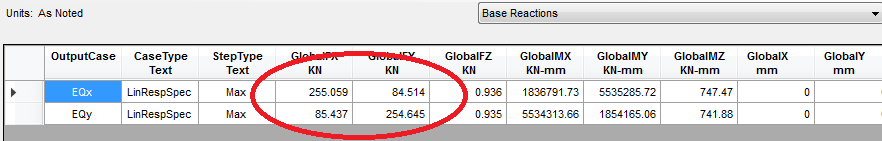 Units: As Noted
Base Reactions
OutputCase CaseType StepType GlobalFX GlobalFY GlobalFZ GlobalMX GlobalMY GlobalMZ GlobalX GlobalY
Text Text KN KN KN KN-mm KN-mm KN-mm mm mm
EQx LinRespSpec Max 255.059 84.514 0.936 1836791.73 5535285.72 747.47 0
EQy LinRespSpec Max 85.437 254.645 0.935 5534313.66 1854165.06 741.88 0